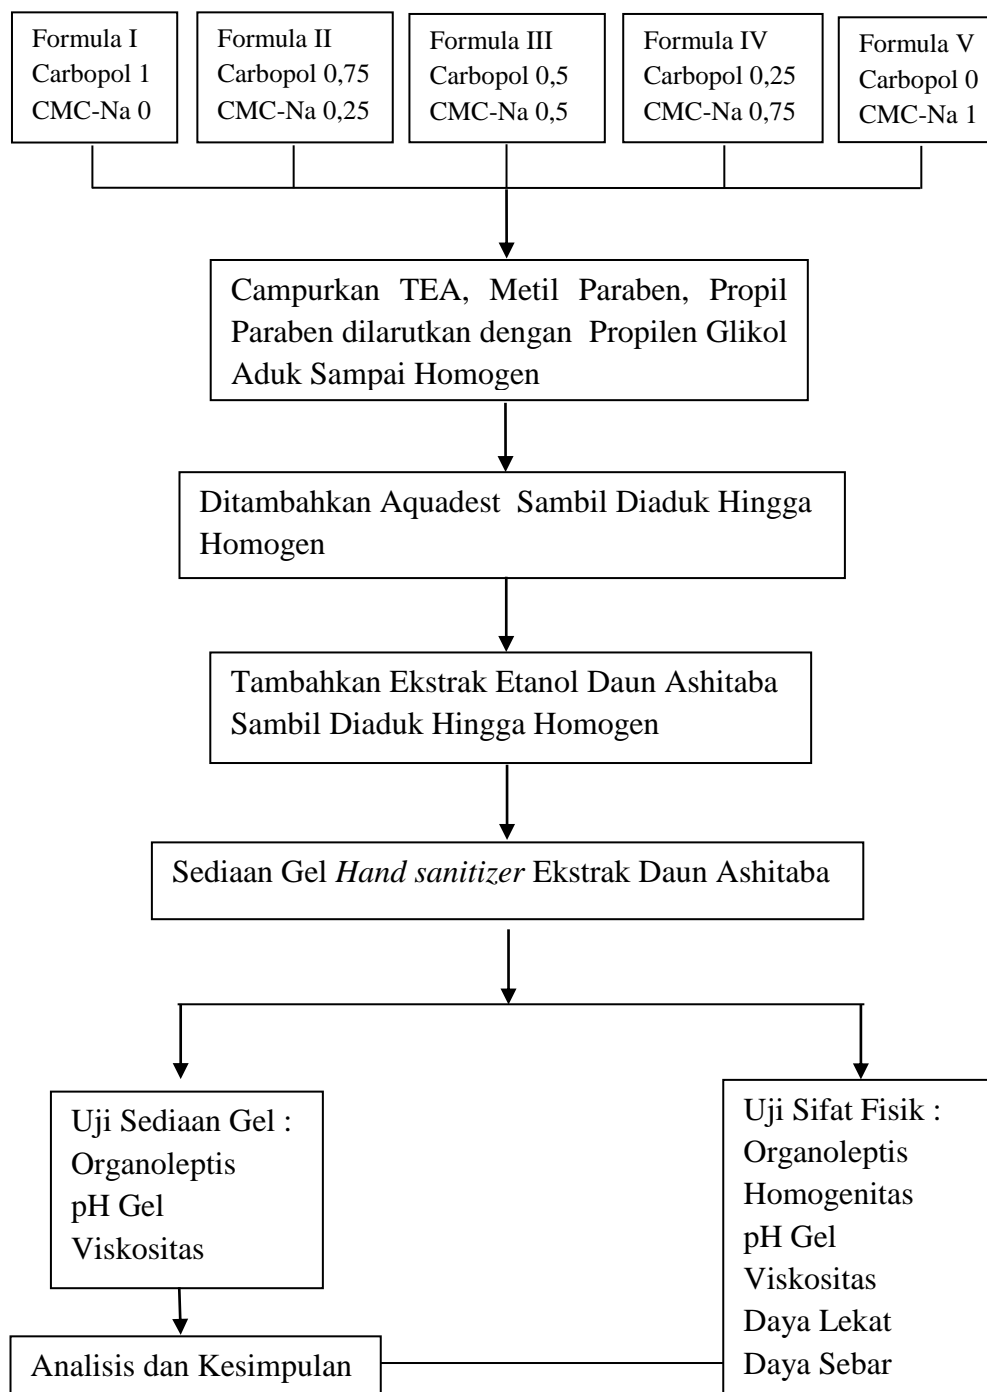 Formula I
Carbopol 1
CMC-Na 0
Formula II
Carbopol 0,75
CMC-Na 0,25
Formula III
Carbopol 0,5
CMC-Na 0,5
Formula IV
Carbopol 0,25
CMC-Na 0,75
Formula V
Carbopol 0
CMC-Na 1
Campurkan TEA, Metil Paraben, Propil
Paraben dilarutkan dengan Propilen Glikol
Aduk Sampai Homogen
Ditambahkan Aquadest Sambil Diaduk Hingga
Homogen
Tambahkan Ekstrak Etanol Daun Ashitaba
Sambil Diaduk Hingga Homogen
Sediaan Gel Hand sanitizer Ekstrak Daun Ashitaba
Uji Sediaan Gel :
Organoleptis
pH Gel
Viskositas
Uji Sifat Fisik :
Organoleptis
Homogenitas
pH Gel
Viskositas
Daya Lekat
Daya Sebar
Analisis dan Kesimpulan